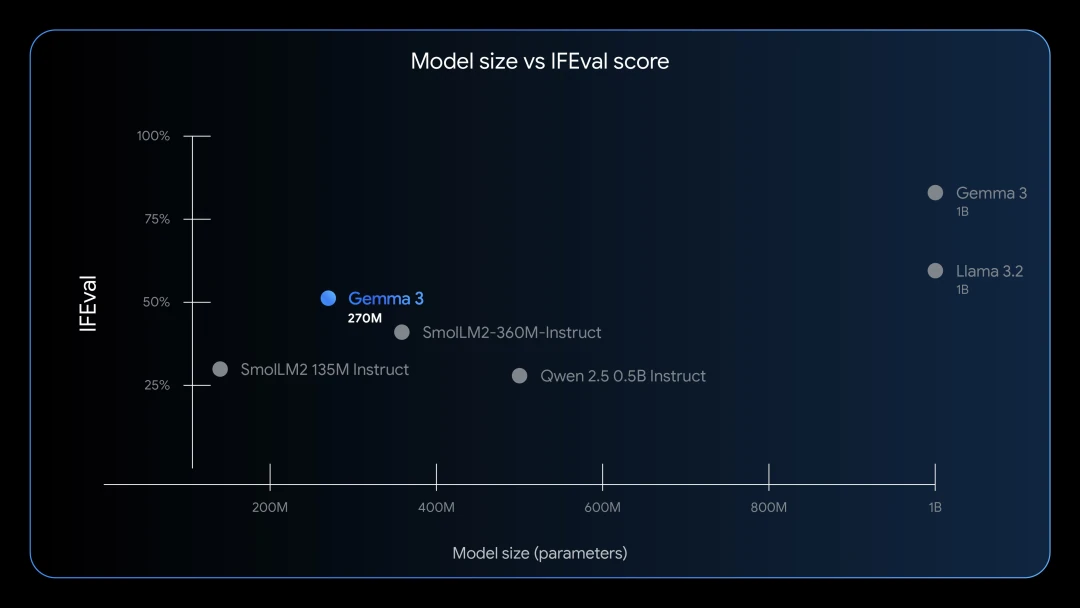 Model size vs IFEval score
100%
75%
50%
25%
IFEval
Gemma 3
1B
Llama 3.2
1B
Gemma 3
270M
SmolLM2-360M-Instruct
SmolLM2 135M Instruct
Qwen 2.5 0.5B Instruct
200M
400M
600M
800M
1B
Model size (parameters)